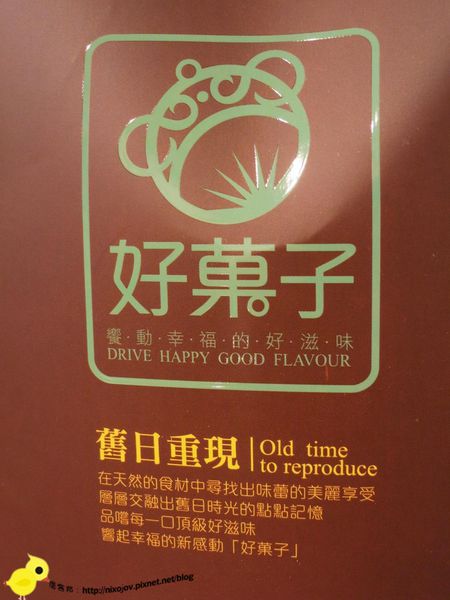 好菓子
饗·動·幸·福·的·好·滋·味
DRIVE HAPPY GOOD FLAVOUR
舊日重現 | Old time to reproduce
在天然的食材中尋找出味蕾的美麗享受
層層交融出舊日時光的點點記憶
品嚐每一口頂級好滋味
響起幸福的新感動「好菓子」
http://nixojov.pixnet.net/blog